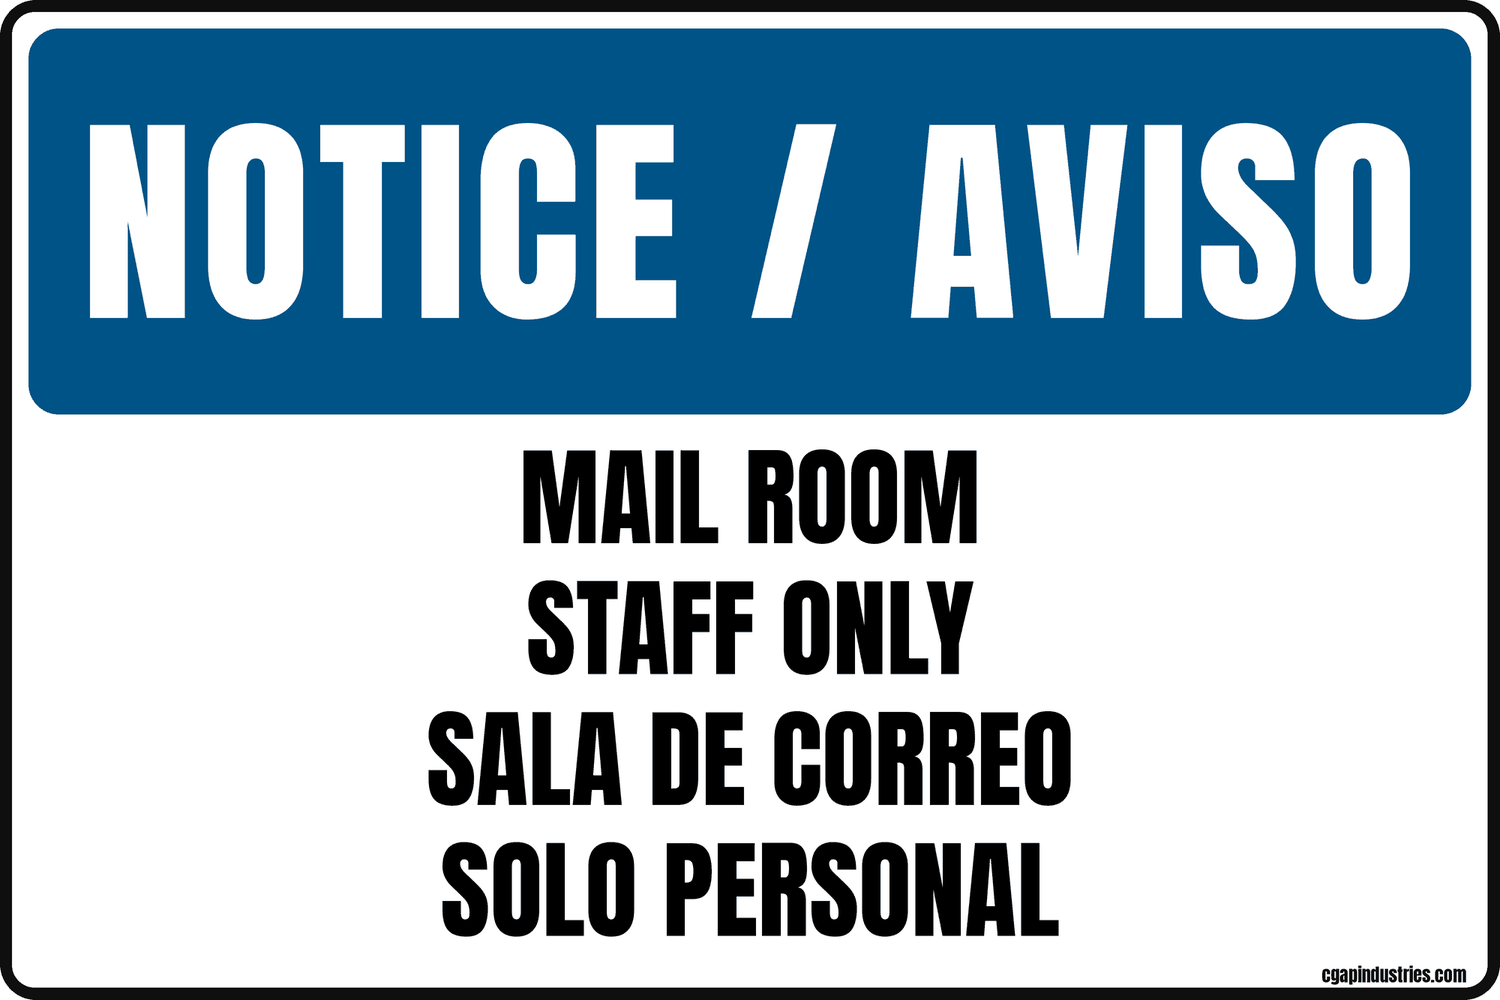 NOTICE / AVISO
MAIL ROOM
STAFF ONLY
SALA DE CORREO
SOLO PERSONAL
cgapindustries.com